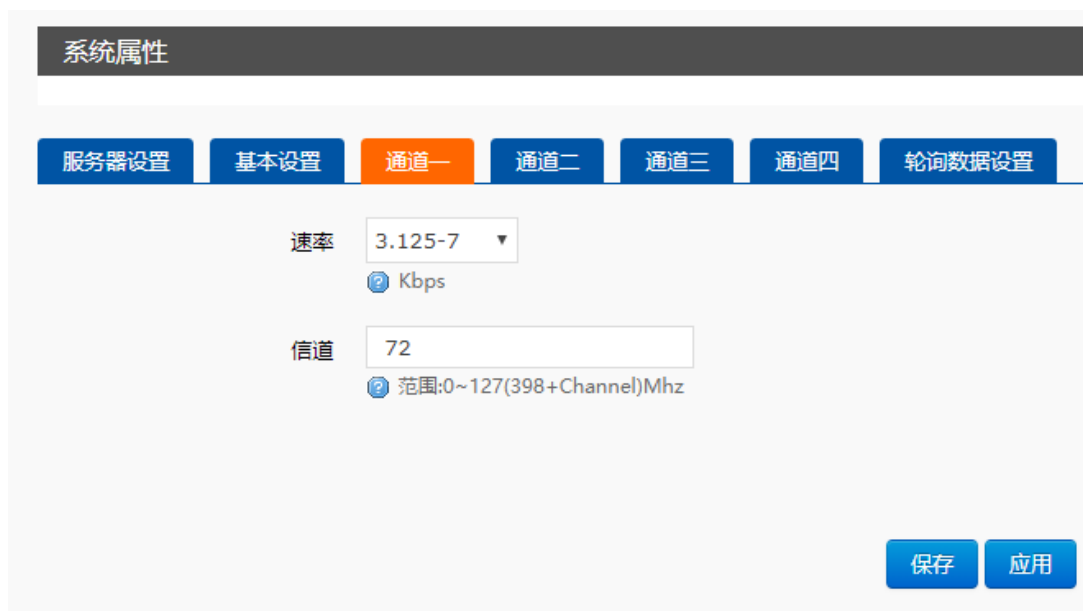 系统属性
服务器设置 基本设置 通道一 通道二 通道三 通道四 轮询数据设置
速率 3.125-7
Kbps
信道 72
范围:0~127(398+Channel)Mhz
保存 应用